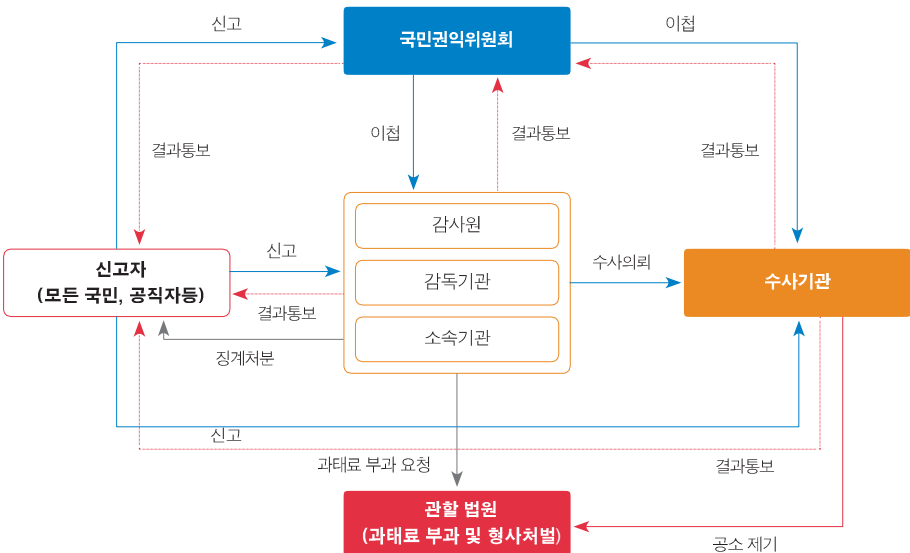 신고
국민권익위원회
이첩
결과통보
이첩
결과통보
결과통보
감사원
신고자
(모든 국민, 공직자등)
신고
감독기관
수사의뢰
수사기관
결과통보
소속기관
징계처분
신고
과태료 부과 요청
결과통보
관할 법원
(과태료 부과 및 형사처벌)
공소 제기